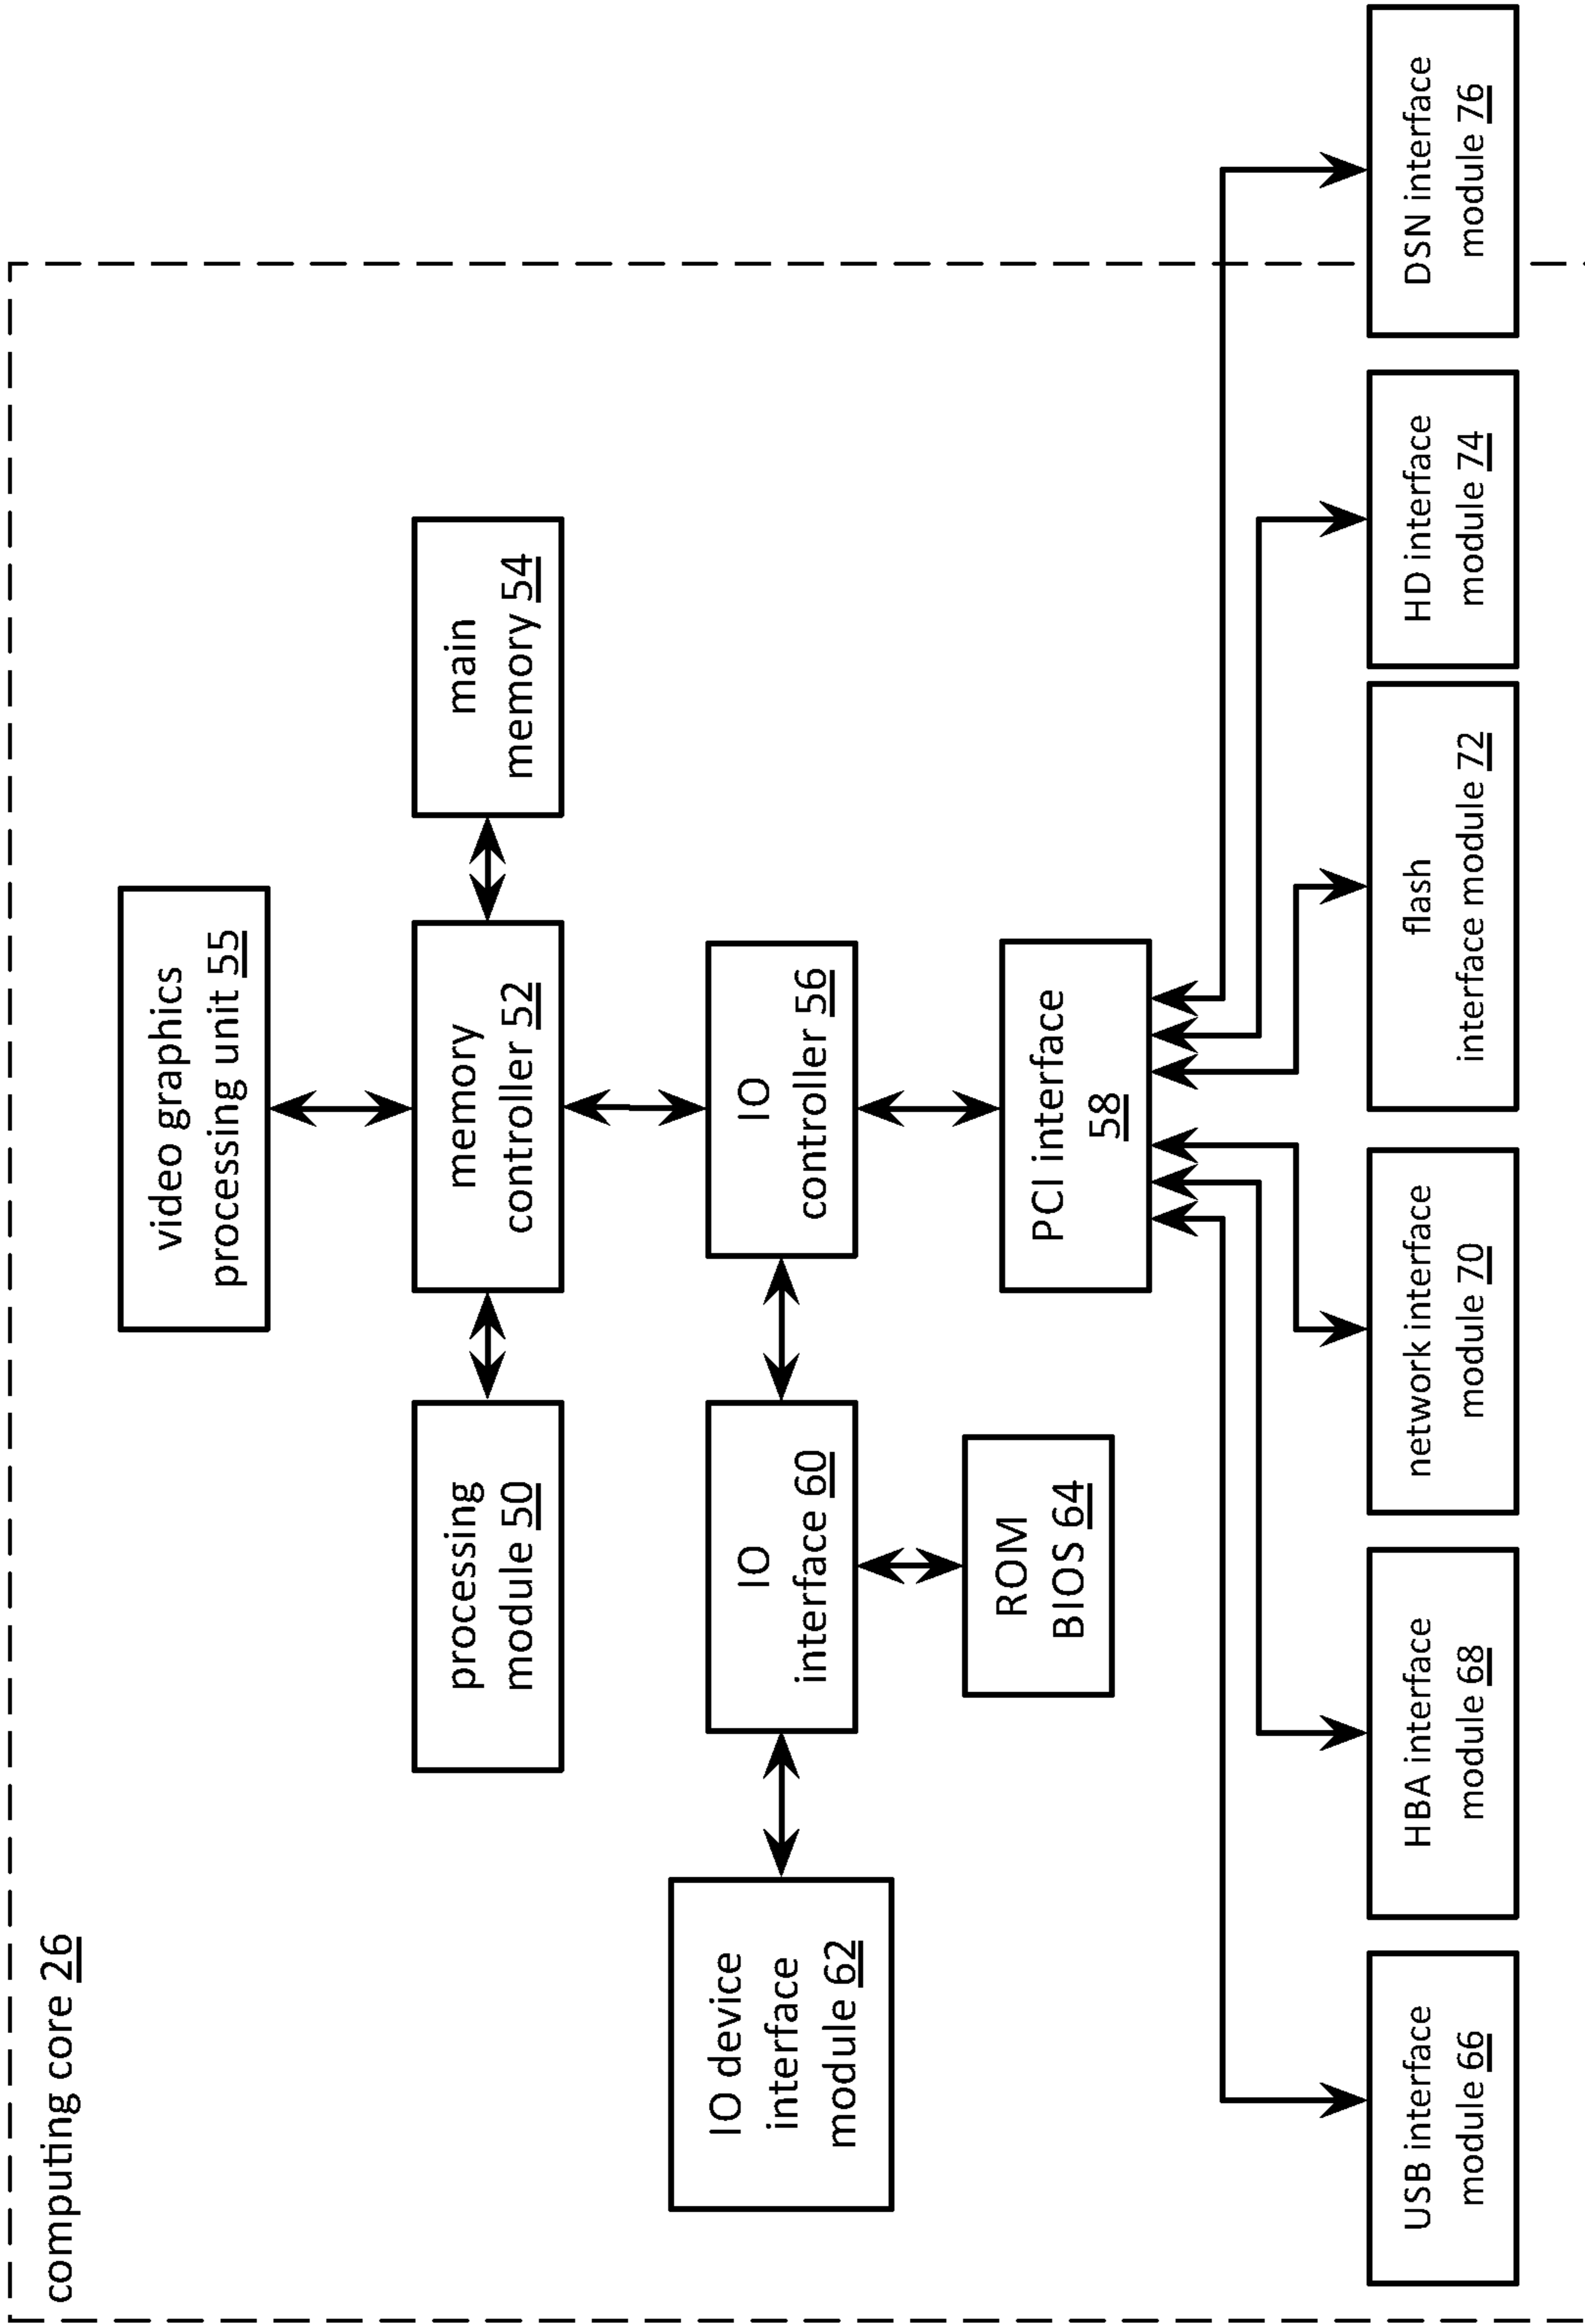 computing core 26
video graphics
processing unit 55
processing
module 50
memory
controller 52
main
memory 54
IO device
interface
module 62
IO
interface 60
IO
controller 56
ROM
BIOS 64
PCI interface
58
USB interface
module 66
HBA interface
module 68
network interface
module 70
flash
interface module 72
HD interface
module 74
DSN interface
module 76